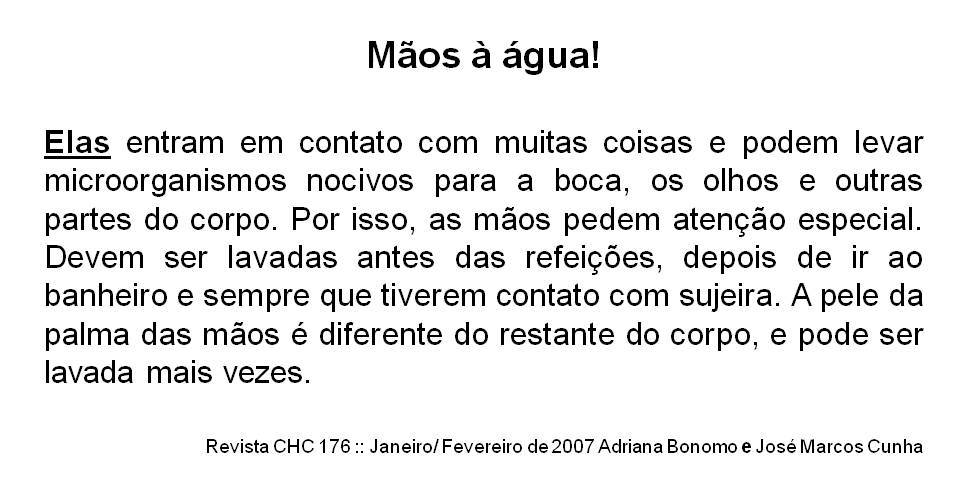 Mãos à água!
Elas entram em contato com muitas coisas e podem levar
microorganismos nocivos para a boca, os olhos e outras
partes do corpo. Por isso, as mãos pedem atenção especial.
Devem ser lavadas antes das refeições, depois de ir ao
banheiro e sempre que tiverem contato com sujeira. A pele da
palma das mãos é diferente do restante do corpo, e pode ser
lavada mais vezes.
Revista CHC 176 :: Janeiro/ Fevereiro de 2007 Adriana Bonomo e José Marcos Cunha